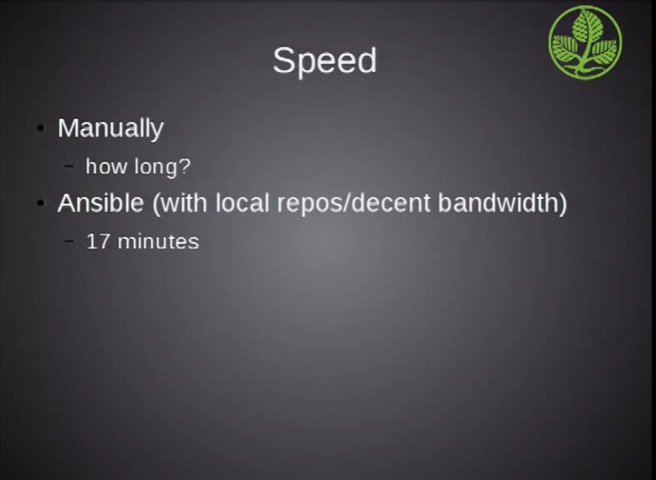 Speed
Manually
how long?
Ansible (with local repos/decent bandwidth)
17 minutes